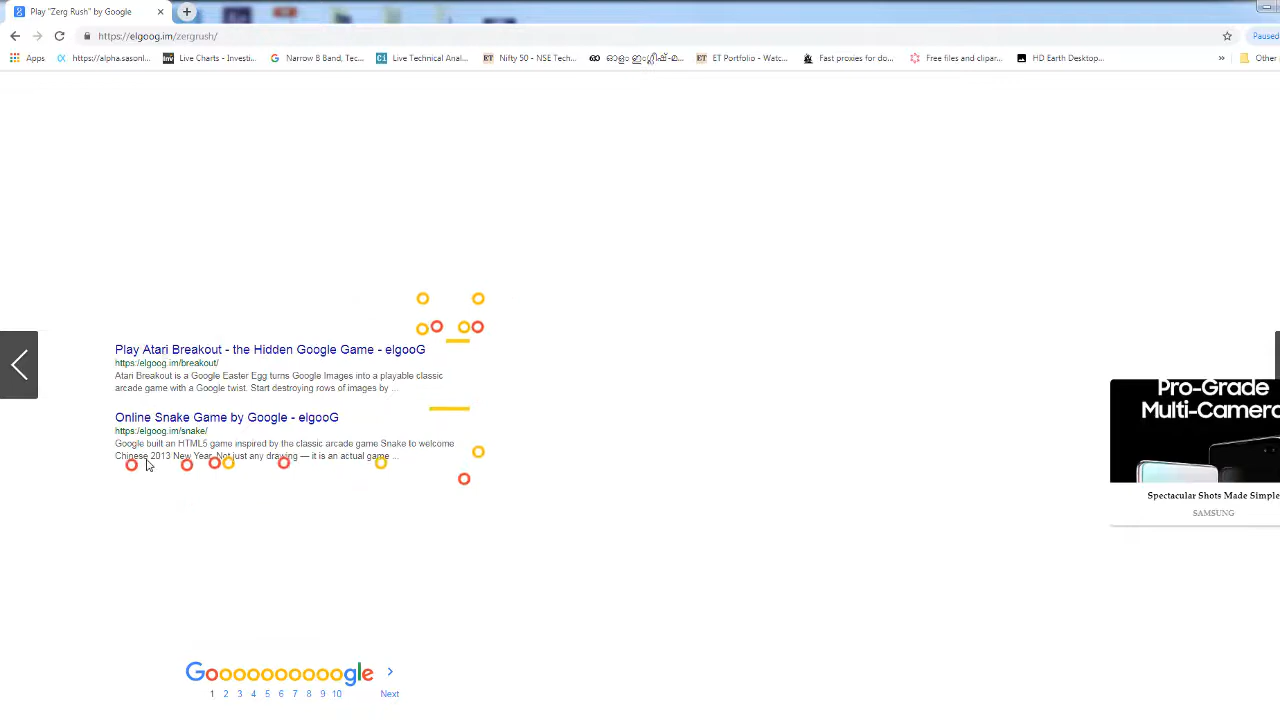 Play "Zerg Rush" by Google
https://elgoog.im/zergrush/
Paused
Apps
https://alpha.sasonl...
Live Charts - Investi...
Narrow 8 Band, Tec...
Live Technical Anal...
Nifty 50 - NSE Tech...
ഓളം ഇംഗ്ലീഷ്-മ...
ET Portfolio - Watc...
Fast proxies for do...
Free files and clipar...
HD Earth Desktop...
»
Other
Play Atari Breakout - the Hidden Google Game - elgooG
https:/elgoog.im/breakout/
Atari Breakout is a Google Easter Egg turns Google Images into a playable classic
arcade game with a Google twist. Start destroying rows of images by ...
Online Snake Game by Google - elgooG
https:/elgoog.im/snake/
Google built an HTML5 game inspired by the classic arcade game Snake to welcome
Chinese 2013 New Year. Not just any drawing — it is an actual game ...
Pro-Grade
Multi-Camera
Spectacular Shots Made Simple
SAMSUNG
Goooooooooogle
1 2 3 4 5 6 7 8 9 10 Next